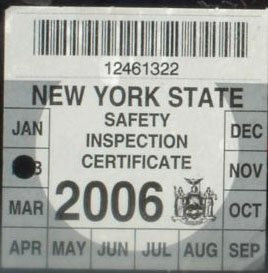 12461322
NEW YORK STATE
SAFETY
INSPECTION
CERTIFICATE
2006
JAN
MAR
APR MAY JUN JUL AUG SEP
OCT
NOV
DEC